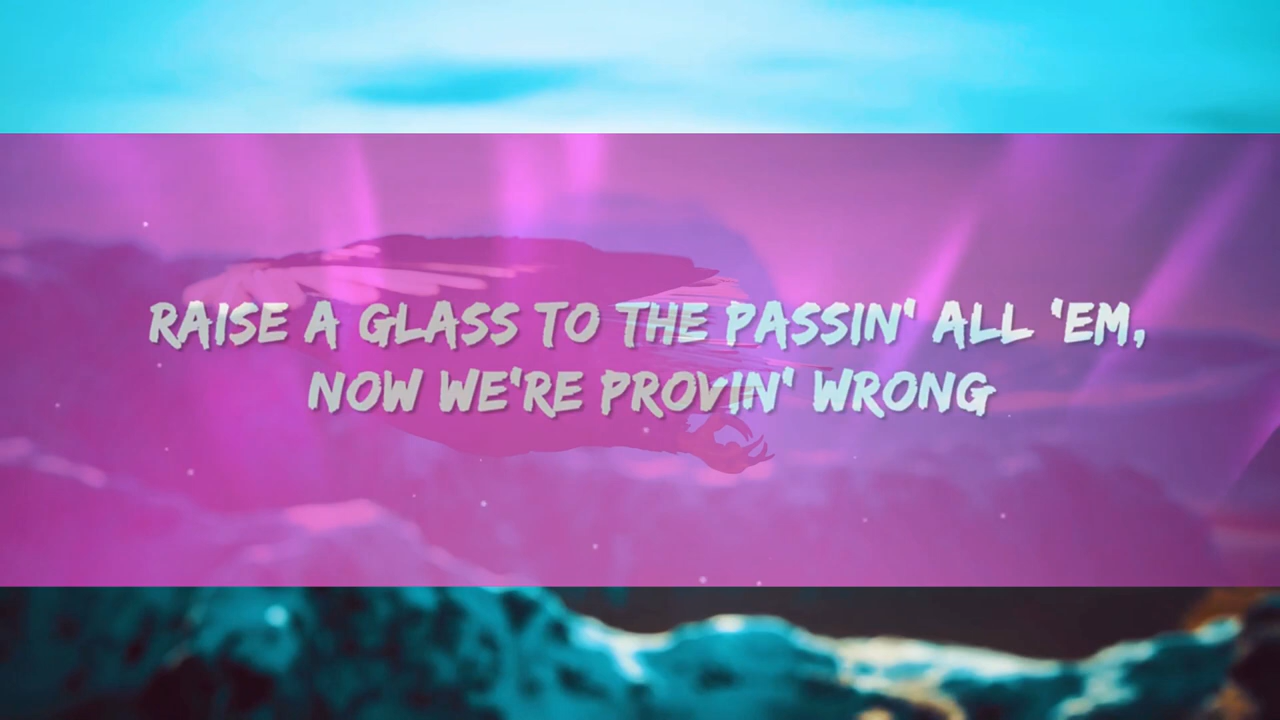 RAISE A GLASS TO THE PASSIN' ALL 'EM,
NOW WE'RE PROVIN' WRONG